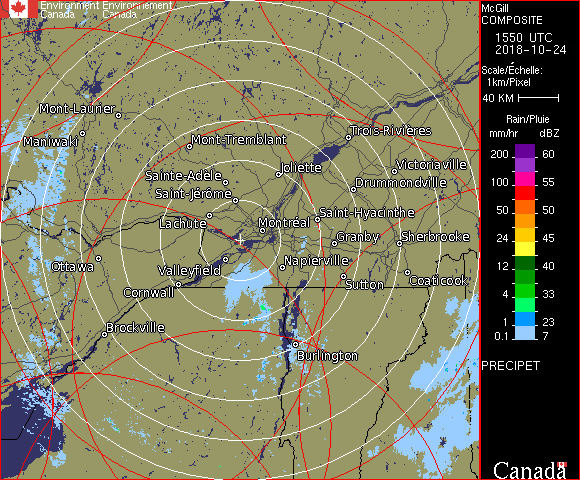 Environment Environnement
Canada Canada
McGill
COMPOSITE
1550 UTC
2018-10-24
Scale/Échelle:
1km/Pixel
40 KM
Rain/Pluie
mm/hr dBZ
200 60
155
100 55
50 50
24 45
12 40
4 33
1 23
0.1 7
PRECIPET
Canada
Mont-Laurier
Maniwaki
Mont-Tremblant
Trois-Rivières
Sainte-Adèle
Joliette
Victoriaville
Saint-Jérôme
Drummondville
Lachute
Montréal
Saint-Hyacinthe
Granby
Sherbrooke
Ottawa
Valleyfield
Napierville
Cornwall
Sutton
Coaticook
Brockville
Burlington